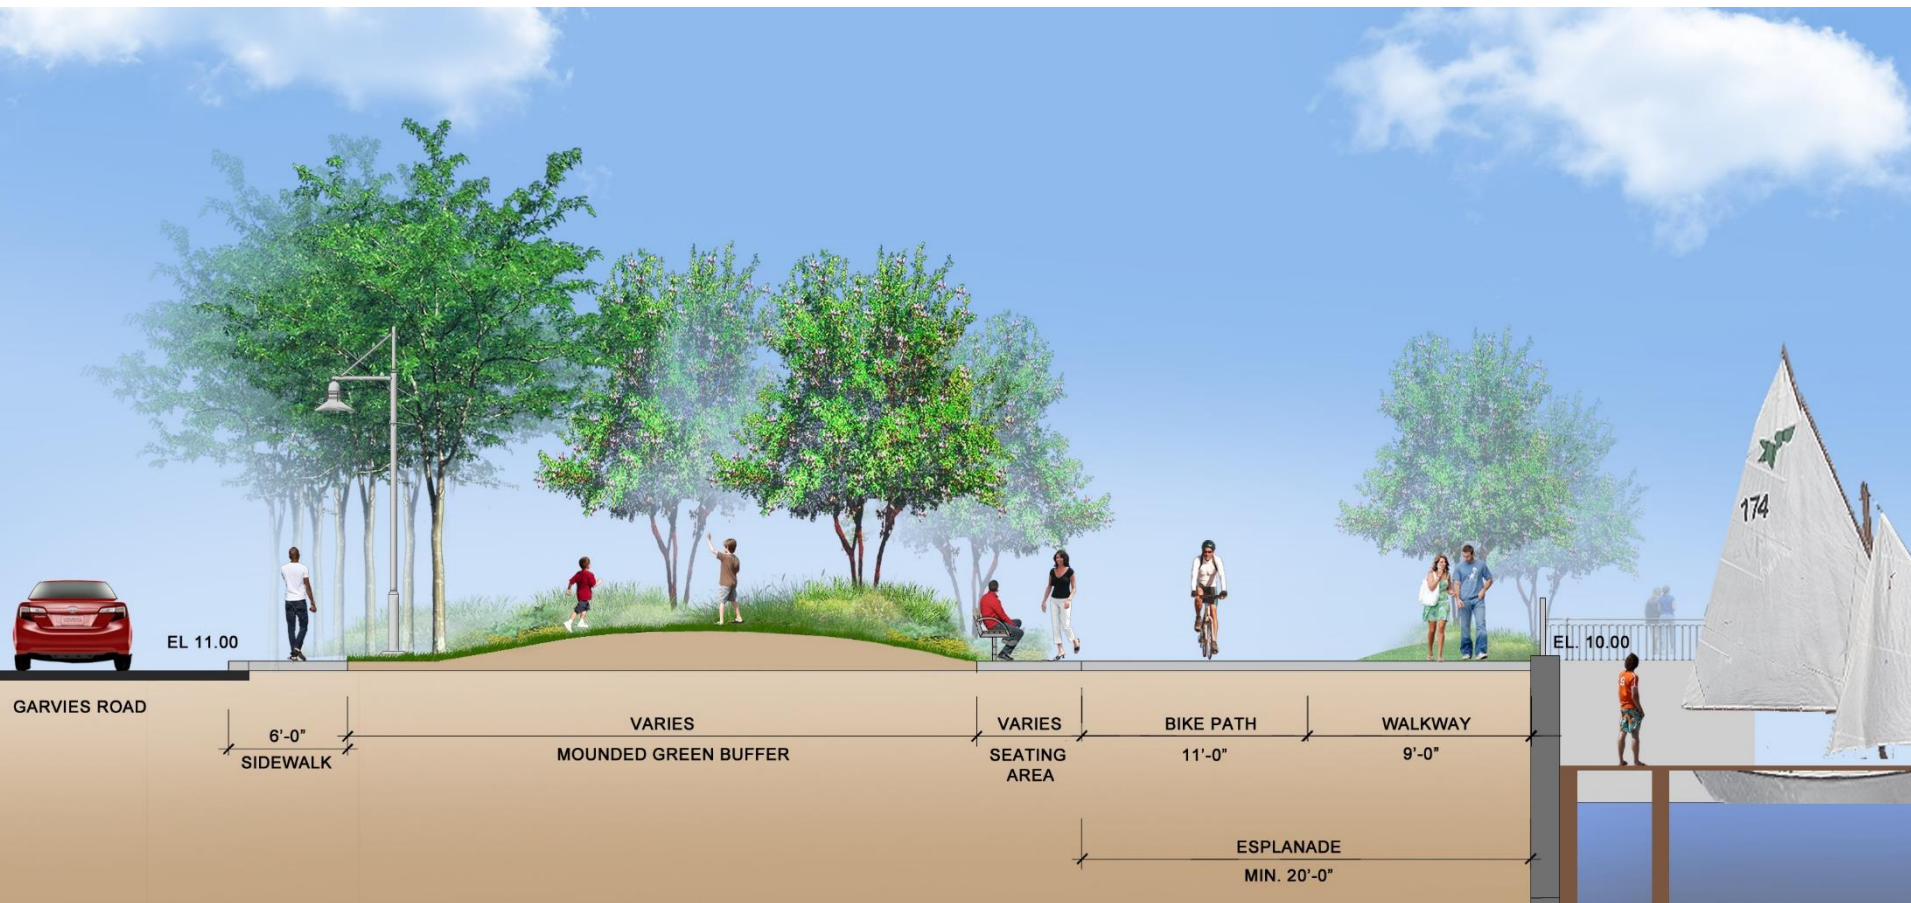 174
EL 11.00
EL. 10.00
GARVIES ROAD
6'-0"
SIDEWALK
VARIES
MOUNDED GREEN BUFFER
VARIES
SEATING
AREA
BIKE PATH
11'-0"
WALKWAY
9'-0"
ESPLANADE
MIN. 20'-0"